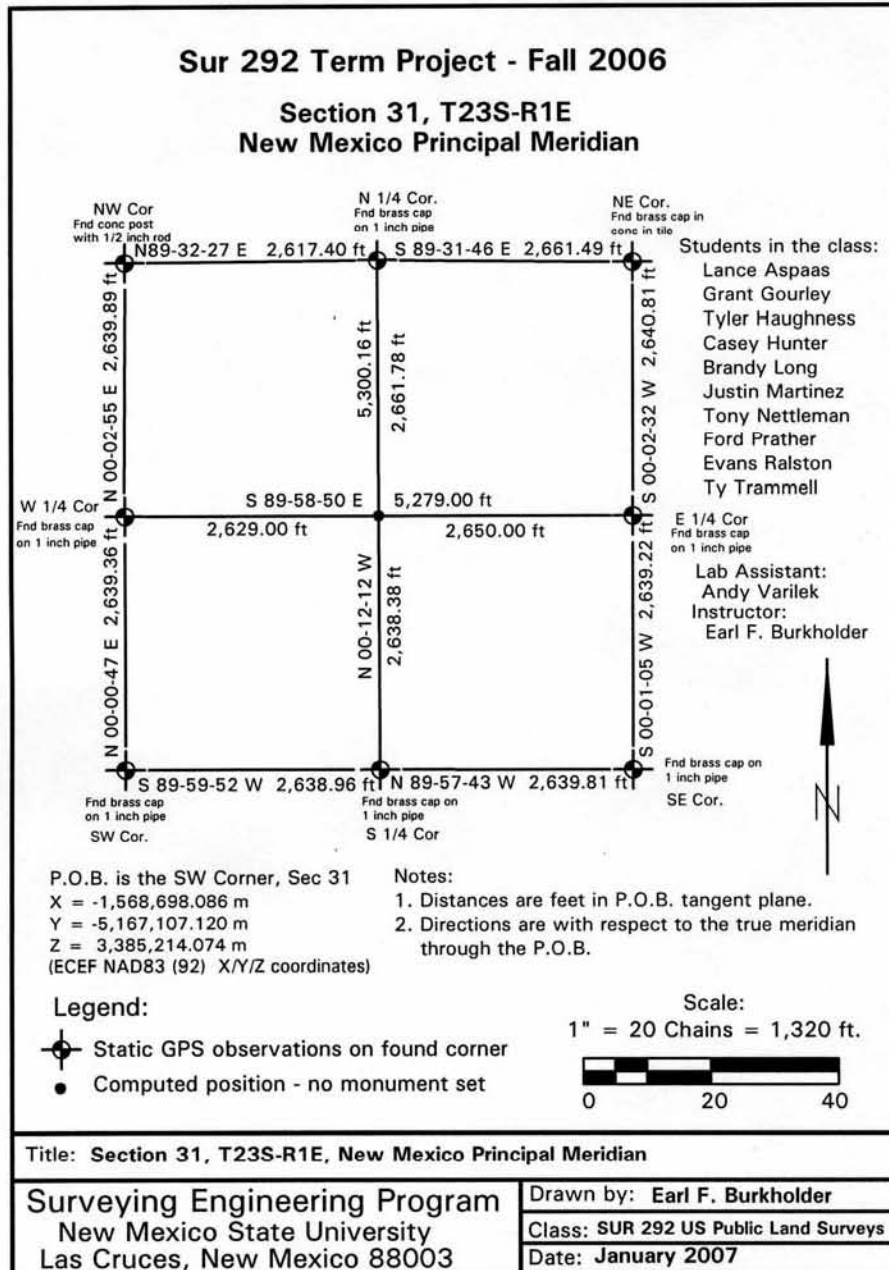 Sur 292 Term Project - Fall 2006
Section 31, T23S-R1E
New Mexico Principal Meridian
NW Cor
Fnd conc post
with 1/2 inch rod
N 1/4 Cor.
Fnd brass cap
on 1 inch pipe
NE Cor.
Fnd brass cap in
conc in tile
N89-32-27 E 2,617.40 ft
S 89-31-46 E 2,661.49 ft
Students in the class:
Lance Aspaas
Grant Gourley
Tyler Haughness
Casey Hunter
Brandy Long
Justin Martinez
Tony Nettleman
Ford Prather
Evans Ralston
Ty Trammell
N 00-02-55 E 2,639.89 ft
5,300.16 ft
2,661.78 ft
S 00-02-32 W 2,640.81 ft
W 1/4 Cor
Fnd brass cap
on 1 inch pipe
S 89-58-50 E 5,279.00 ft
2,629.00 ft
2,650.00 ft
E 1/4 Cor
Fnd brass cap
on 1 inch pipe
Lab Assistant:
Andy Varilek
Instructor:
Earl F. Burkholder
N 00-00-47 E 2,639.36 ft
N 00-12-12 W
2,638.38 ft
S 00-01-05 W 2,639.22 ft
S 89-59-52 W 2,638.96 ft
N 89-57-43 W 2,639.81 ft
Fnd brass cap
on 1 inch pipe
SW Cor.
Fnd brass cap on
1 inch pipe
S 1/4 Cor
Fnd brass cap on
1 inch pipe
SE Cor.
N
P.O.B. is the SW Corner, Sec 31
X = -1,568,698.086 m
Y = -5,167,107.120 m
Z = 3,385,214.074 m
(ECEF NAD83 (92) X/Y/Z coordinates)
Notes:
1. Distances are feet in P.O.B. tangent plane.
2. Directions are with respect to the true meridian
through the P.O.B.
Legend:
Static GPS observations on found corner
Computed position - no monument set
Scale:
1" = 20 Chains = 1,320 ft.
0 20 40
Title: Section 31, T23S-R1E, New Mexico Principal Meridian
Surveying Engineering Program
New Mexico State University
Las Cruces, New Mexico 88003
Drawn by: Earl F. Burkholder
Class: SUR 292 US Public Land Surveys
Date: January 2007